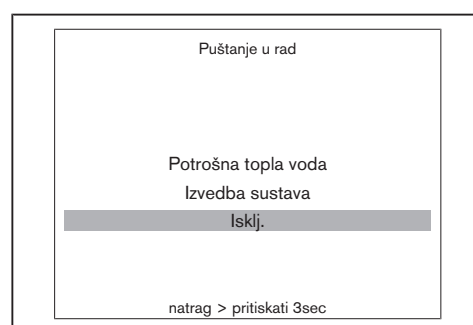 Puštanje u rad
Potrošna topla voda
Izvedba sustava
Isklj.
natrag > pritiskati 3sec